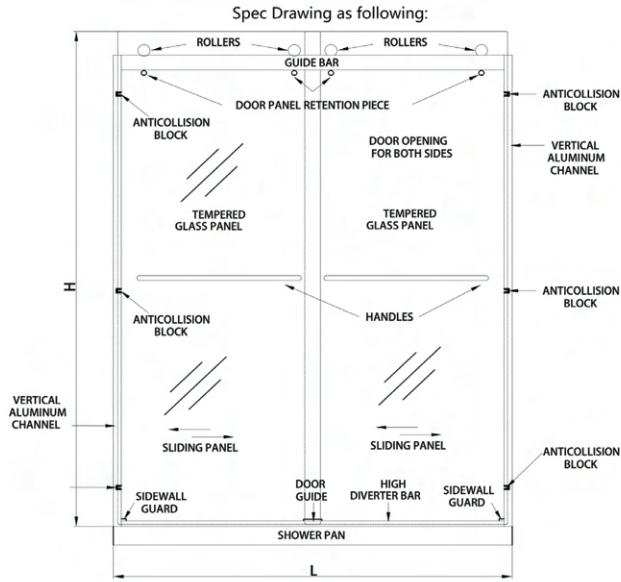 Spec Drawing as following:
ROLLERS
ROLLERS
GUIDE BAR
DOOR PANEL RETENTION PIECE
ANTICOLLISION
BLOCK
ANTICOLLISION
BLOCK
DOOR OPENING
FOR BOTH SIDES
VERTICAL
ALUMINUM
CHANNEL
TEMPERED
GLASS PANEL
TEMPERED
GLASS PANEL
H
ANTICOLLISION
BLOCK
HANDLES
ANTICOLLISION
BLOCK
VERTICAL
ALUMINUM
CHANNEL
SLIDING PANEL
SLIDING PANEL
ANTICOLLISION
BLOCK
SIDEWALL
GUARD
DOOR
GUIDE
HIGH
DIVERTER BAR
SIDEWALL
GUARD
SHOWER PAN
L